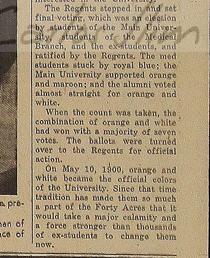 The Regents stepped in and set
final voting, which was an election
by students of the Main Univer-
students of the Medical
Branch, and the ex-students, and
ratified by the Regents. The med
students stuck by royal blue; the
Main University supported orange
and maroon; and the alumni voted
almost straight for orange and
white.
When the count was taken, the
combination of orange and white
had won with a majority of seven
votes. The ballots were turned
over to the Regents for official
action.
On May 10, 1900, orange and
white became the official colors
of the University. Since that time
tradition has made them so much
a part of the Forty Acres that it
would take a major calamity and
a force stronger than thousands
of ex-students to change them
now.
a pre-
men of
ce of